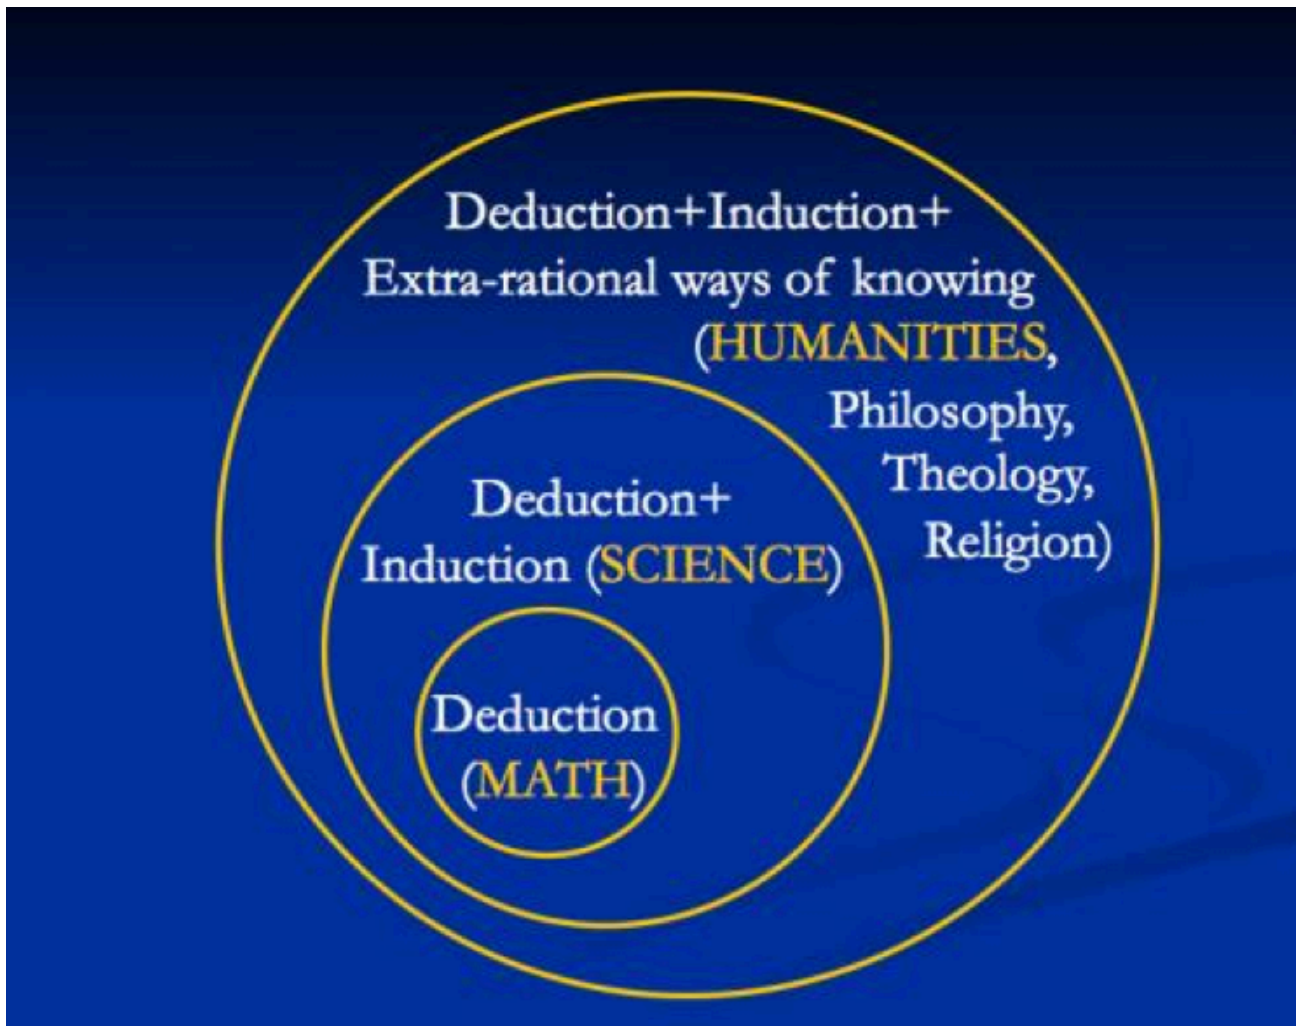 Deduction+Induction+
Extra-rational ways of knowing
(HUMANITIES,
Philosophy,
Theology,
Religion)
Deduction+
Induction (SCIENCE)
Deduction
(MATH)